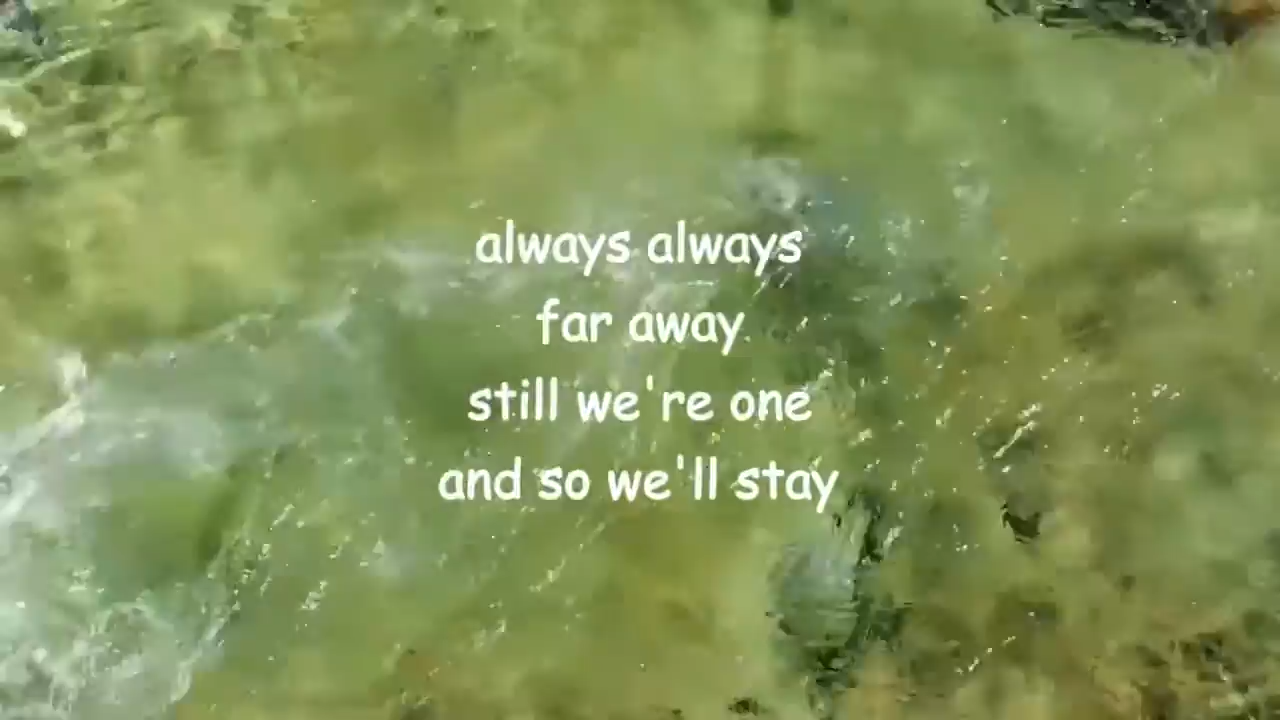 always always
far away
still we're one
and so we'll stay